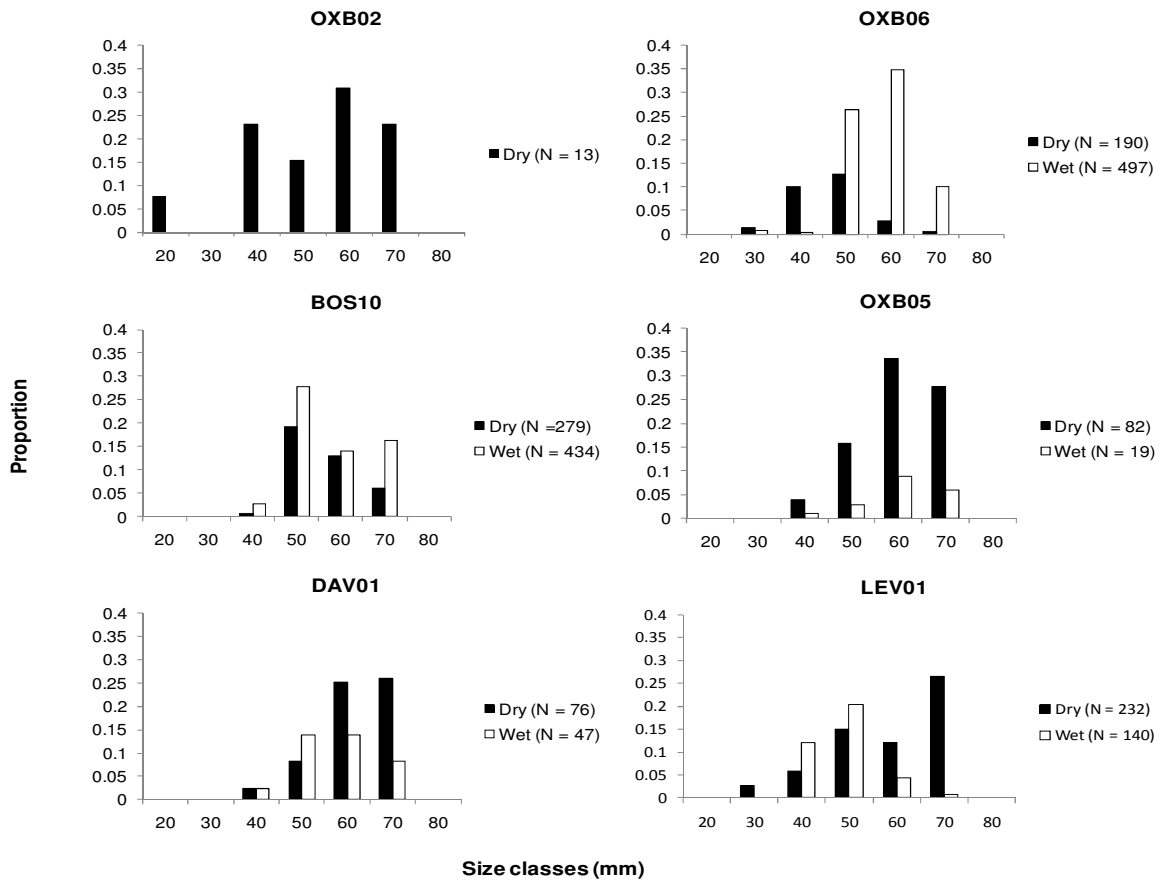 OXB02
0.4
0.35
0.3
0.25
0.2
0.15
0.1
0.05
0
20 30 40 50 60 70 80
Dry (N = 13)
OXB06
0.4
0.35
0.3
0.25
0.2
0.15
0.1
0.05
0
20 30 40 50 60 70 80
Dry (N = 190)
Wet (N = 497)
Proportion
BOS10
0.4
0.35
0.3
0.25
0.2
0.15
0.1
0.05
0
20 30 40 50 60 70 80
Dry (N =279)
Wet (N = 434)
OXB05
0.4
0.35
0.3
0.25
0.2
0.15
0.1
0.05
0
20 30 40 50 60 70 80
Dry (N = 82)
Wet (N = 19)
DAV01
0.4
0.35
0.3
0.25
0.2
0.15
0.1
0.05
0
20 30 40 50 60 70 80
Dry (N = 76)
Wet (N = 47)
LEV01
0.4
0.35
0.3
0.25
0.2
0.15
0.1
0.05
0
20 30 40 50 60 70 80
Dry (N = 232)
Wet (N = 140)
Size classes (mm)